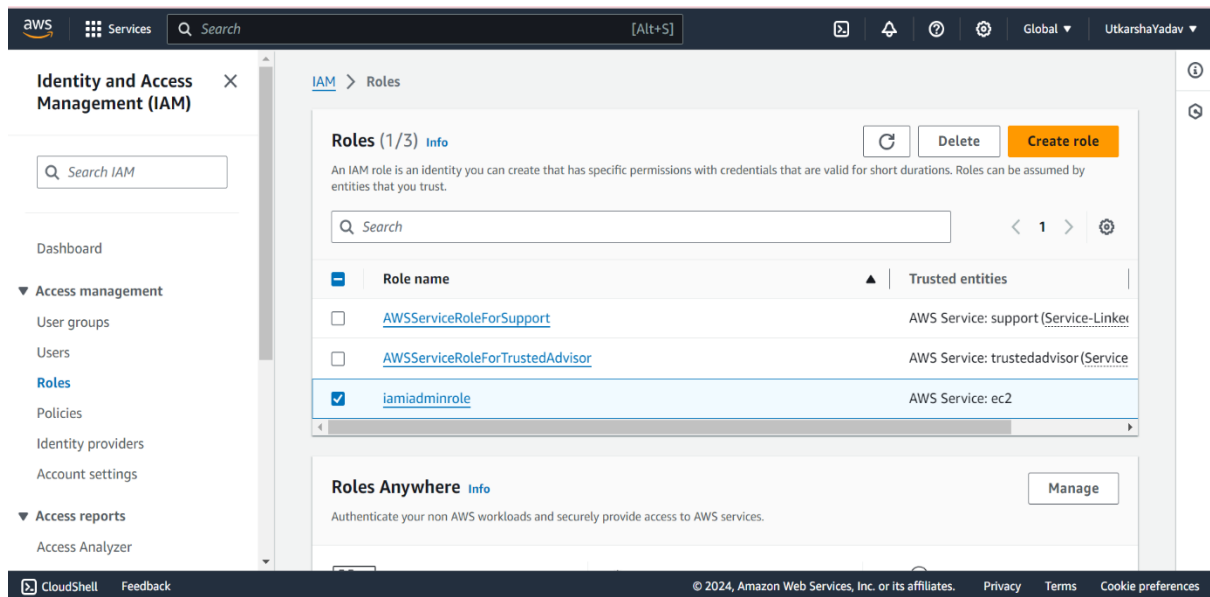 aws Services Search [Alt+S] Global UtkarshaYadav
Identity and Access
Management (IAM)
Search IAM
Dashboard
Access management
User groups
Users
Roles
Policies
Identity providers
Account settings
Access reports
Access Analyzer
IAM > Roles
Roles (1/3) Info
Delete
Create role
An IAM role is an identity you can create that has specific permissions with credentials that are valid for short durations. Roles can be assumed by
entities that you trust.
Search
1
Role name Trusted entities
AWSServiceRoleForSupport AWS Service: support (Service-Linke
AWSServiceRoleForTrustedAdvisor AWS Service: trustedadvisor (Service
iamiadminrole AWS Service: ec2
Roles Anywhere Info
Manage
Authenticate your non AWS workloads and securely provide access to AWS services.
CloudShell Feedback © 2024, Amazon Web Services, Inc. or its affiliates. Privacy Terms Cookie preferences